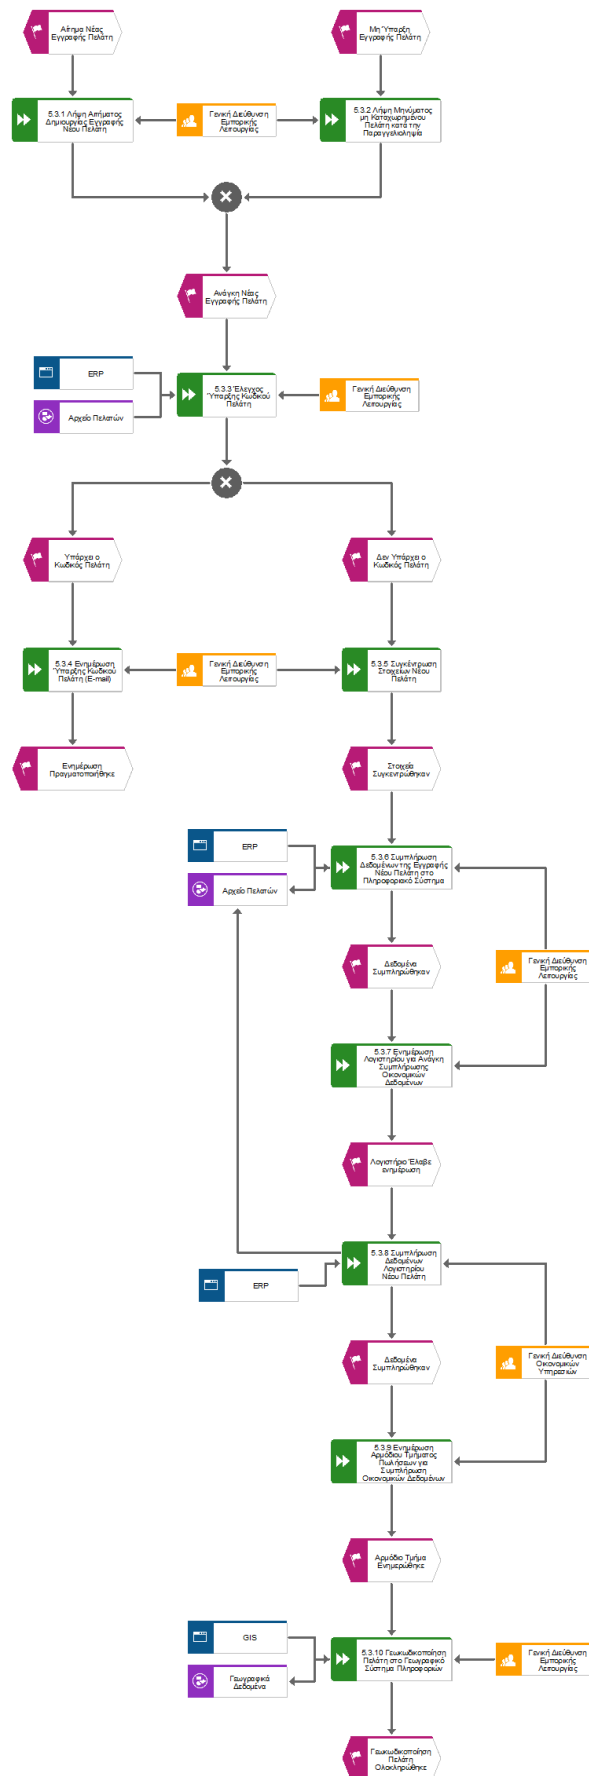 Αίτημα Νέας
Εγγραφής Πελάτη
Μη Ύπαρξη
Εγγραφής Πελάτη
5.3.1 Λήψη Αιτήματος
Δημιουργίας Εγγραφής
Νέου Πελάτη
Γενική Διεύθυνση
Εμπορικής
Λειτουργίας
5.3.2 Λήψη Μηνύματος
μη Κατοχωρημένου
Πελάτη κατά την
Παραγγελιοληψία
Ανάγκη Νέας
Εγγραφής Πελάτη
ERP
Αρχείο Πελατών
5.3.3 Έλεγχος
Ύπαρξης Κωδικού
Πελάτη
Γενική Διεύθυνση
Εμπορικής
Λειτουργίας
Υπάρχει ο
Κωδικός Πελάτη
Δεν Υπάρχει ο
Κωδικός Πελάτη
5.3.4 Ενημέρωση
Ύπαρξης Κωδικού
Πελάτη (E-mail)
Γενική Διεύθυνση
Εμπορικής
Λειτουργίας
5.3.5 Συγκέντρωση
Στοιχείων Νέου
Πελάτη
Ενημέρωση
Πραγματοποιήθηκε
Στοιχεία
Συγκεντρώθηκαν
ERP
Αρχείο Πελατών
5.3.6 Συμπλήρωση
Δεδομένων της Εγγραφής
Νέου Πελάτη στο
Πληροφοριακό Σύστημα
Δεδομένα
Συμπληρώθηκαν
Γενική Διεύθυνση
Εμπορικής
Λειτουργίας
5.3.7 Ενημέρωση
Λογιστηρίου για Ανάγκη
Συμπλήρωσης
Οικονομικών
Δεδομένων
Λογιστήριο Έλαβε
ενημέρωση
5.3.8 Συμπλήρωση
Δεδομένων
Λογιστηρίου
Νέου Πελάτη
ERP
Δεδομένα
Συμπληρώθηκαν
Γενική Διεύθυνση
Οικονομικών
Υπηρεσιών
5.3.9 Ενημέρωση
Αρμόδιου Τμήματος
Πωλήσεων για
Συμπλήρωση
Οικονομικών Δεδομένων
Αρμόδιο Τμήμα
Ενημερώθηκε
GIS
Γεωγραφικά
Δεδομένα
5.3.10 Γεωκωδικοποίηση
Πελάτη στο Γεωγραφικό
Σύστημα Πληροφοριών
Γενική Διεύθυνση
Εμπορικής
Λειτουργίας
Γεωκωδικοποίηση
Πελάτη
Ολοκληρώθηκε